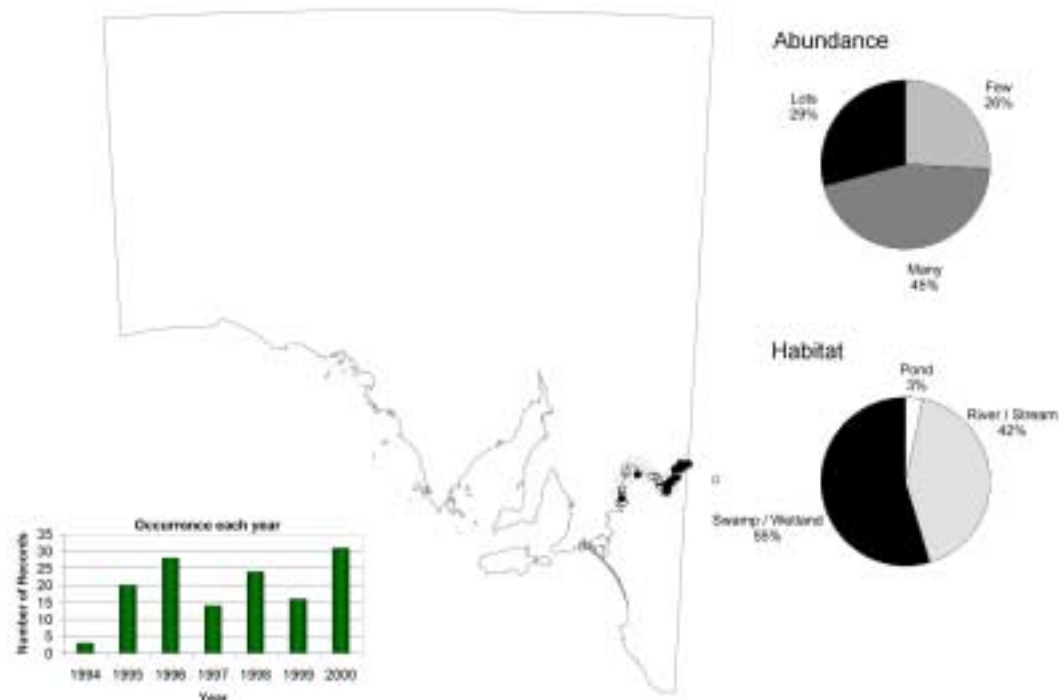 Abundance
Few
26%
Lots
29%
Many
45%
Habitat
Pond
3%
River / Stream
42%
Swamp / Wetland
55%
Occurrence each year
Number of Records
35
30
25
20
15
10
5
0
1994 1995 1996 1997 1998 1999 2000
Year